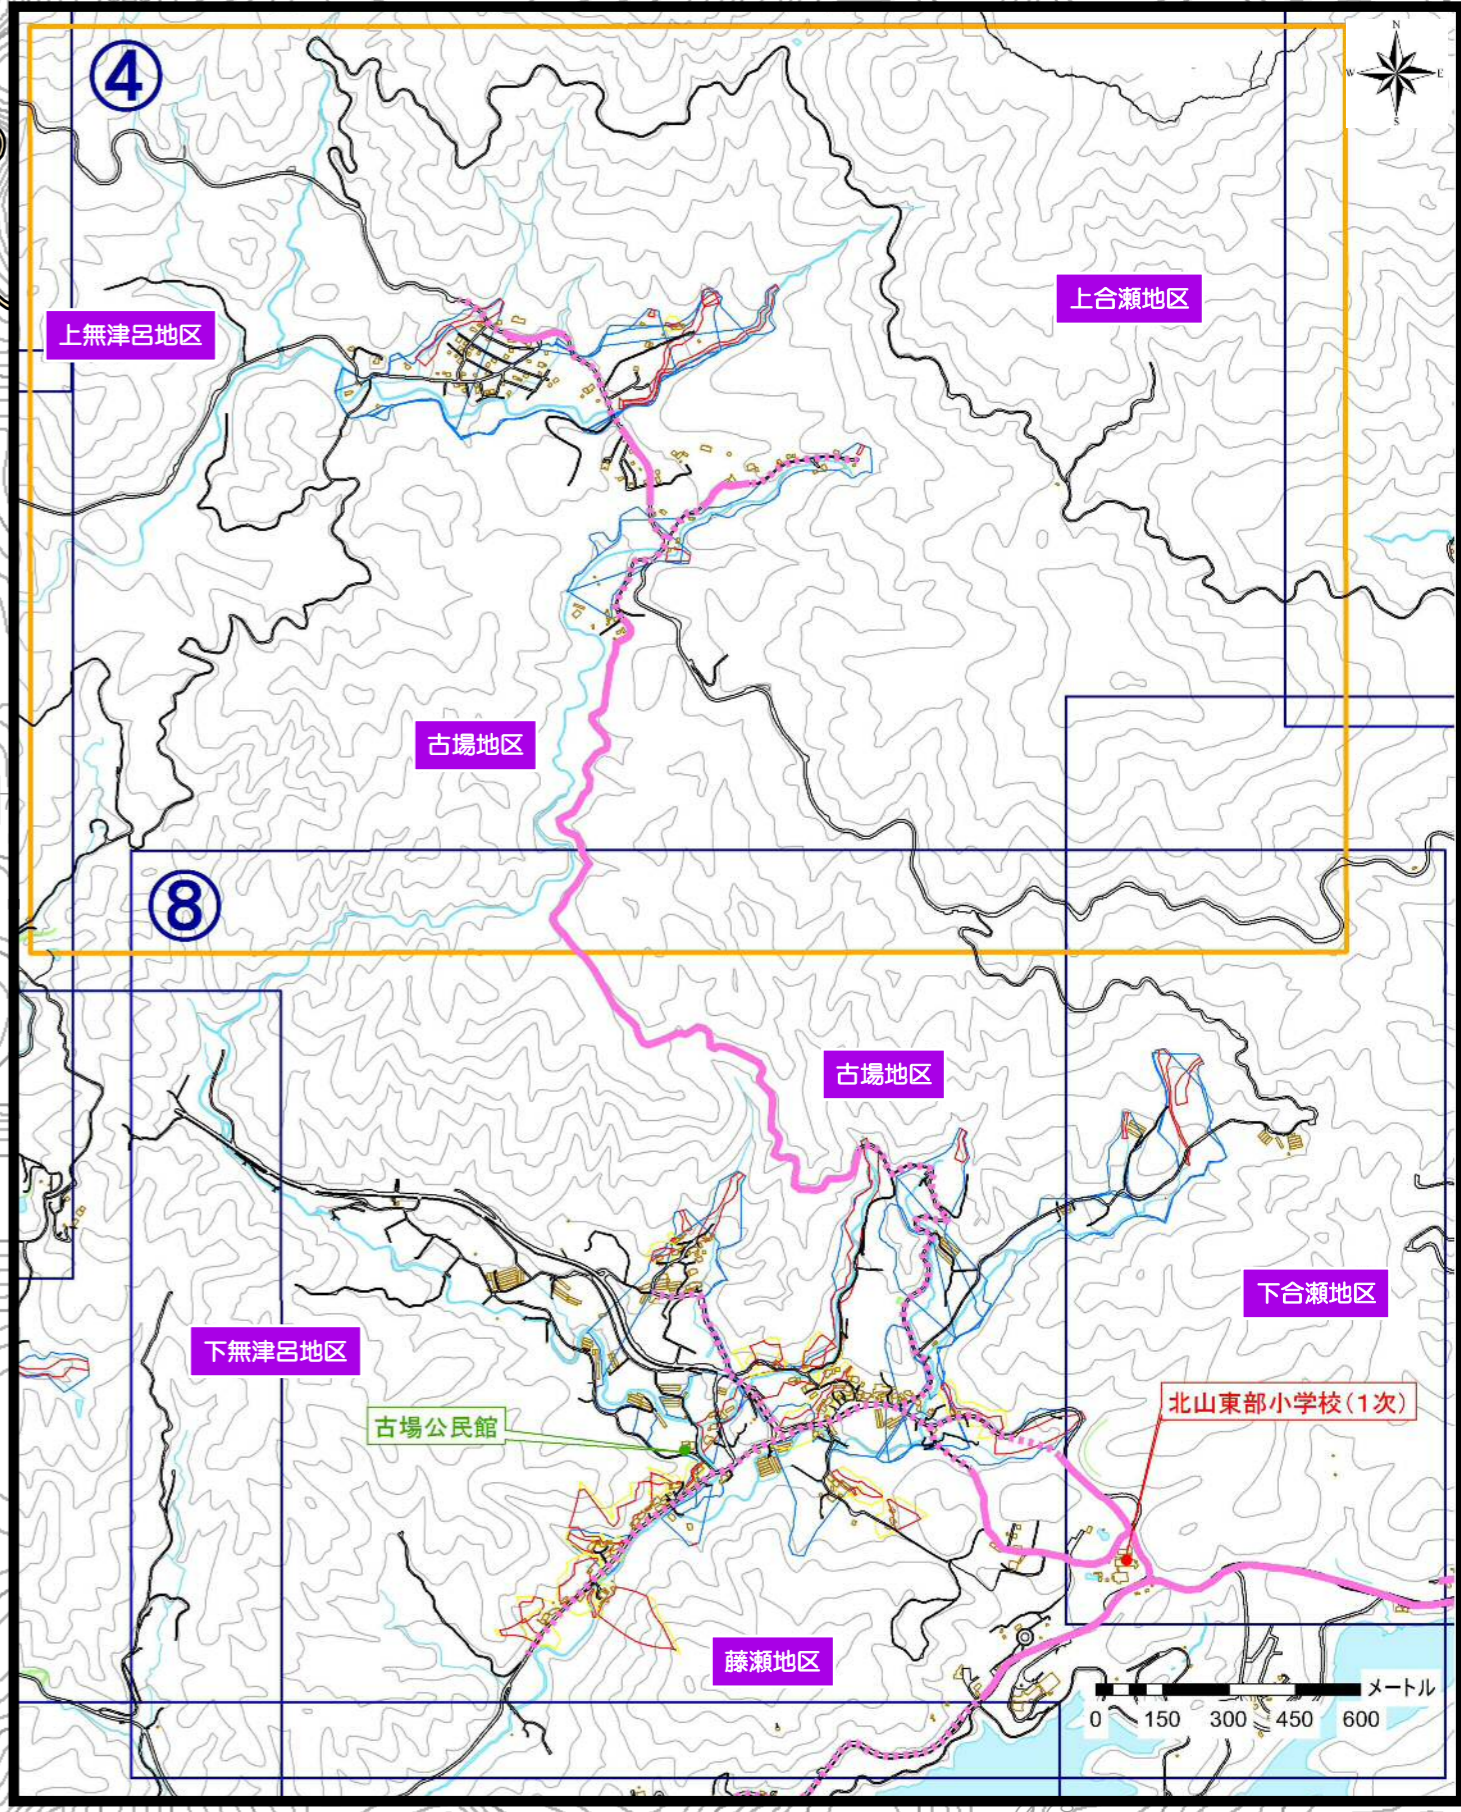 ④
N
W E
S
上合瀬地区
上無津呂地区
古場地区
⑧
古場地区
下合瀬地区
下無津呂地区
北山東部小学校(1次)
古場公民館
藤瀬地区
メートル
0 150 300 450 600